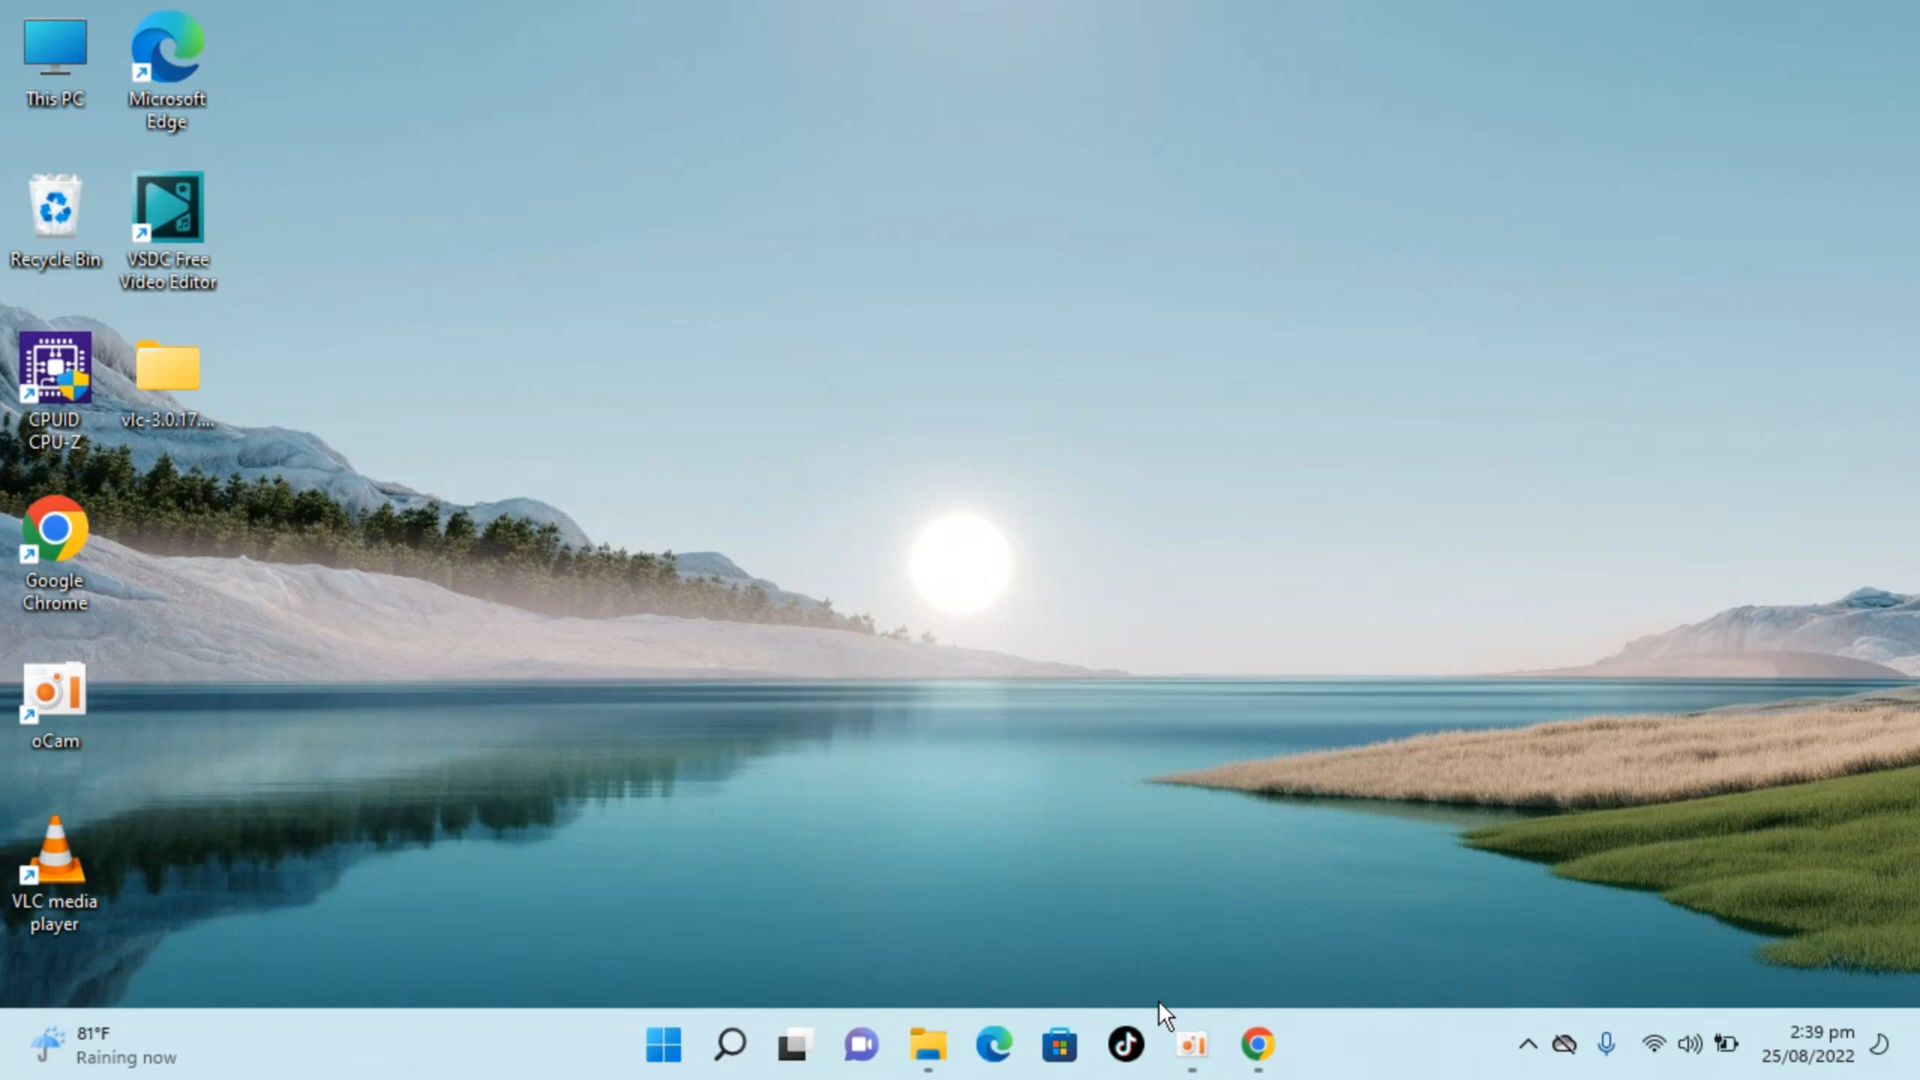 This PC
Microsoft
Edge
Recycle Bin
VSDC Free
Video Editor
CPUID
CPU-Z
vlc-3.0.17....
Google
Chrome
oCam
VLC media
player
81°F
Raining now
2:39 pm
25/08/2022